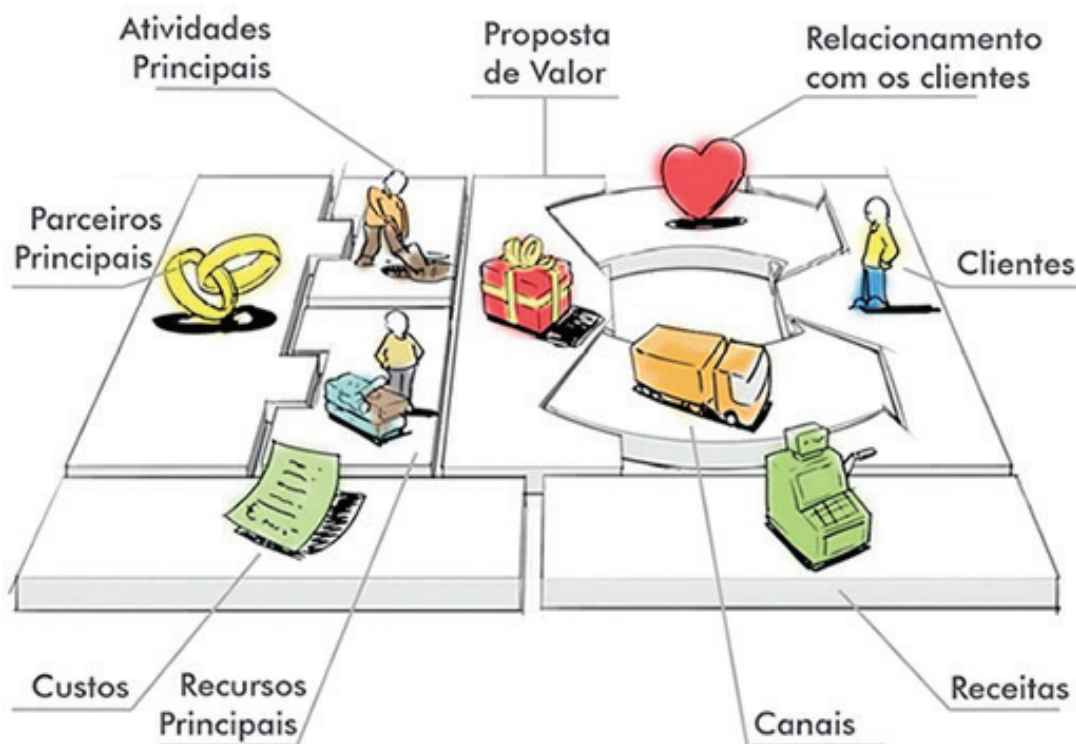 Atividades
Principais
Proposta
de Valor
Relacionamento
com os clientes
Parceiros
Principais
Clientes
Custos
Recursos
Principais
Canais
Receitas